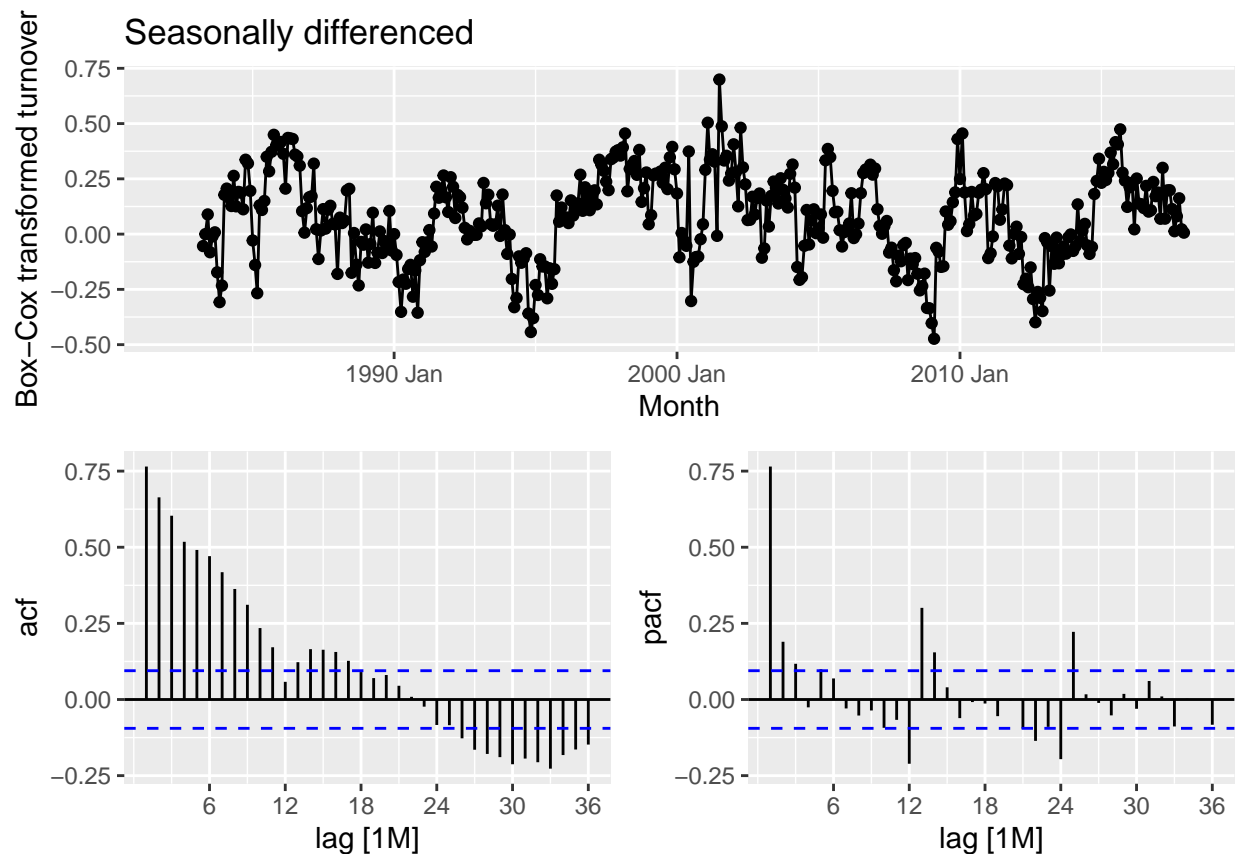 Seasonally differenced
Box−Cox transformed turnover
0.75
0.50
0.25
0.00
−0.25
−0.50
1990 Jan
2000 Jan
2010 Jan
Month
acf
0.75
0.50
0.25
0.00
−0.25
6
12
18
24
30
36
lag [1M]
pacf
0.75
0.50
0.25
0.00
−0.25
6
12
18
24
30
36
lag [1M]